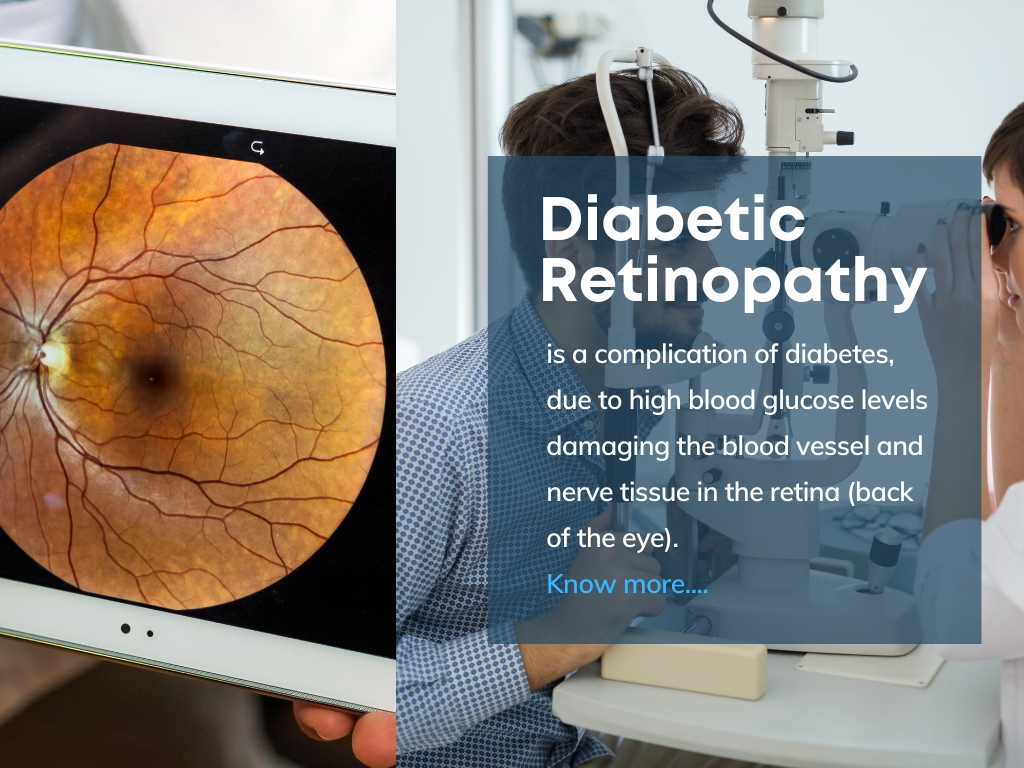 Diabetic
Retinopathy
is a complication of diabetes,
due to high blood glucose levels
damaging the blood vessel and
nerve tissue in the retina (back
of the eye).
Know more....